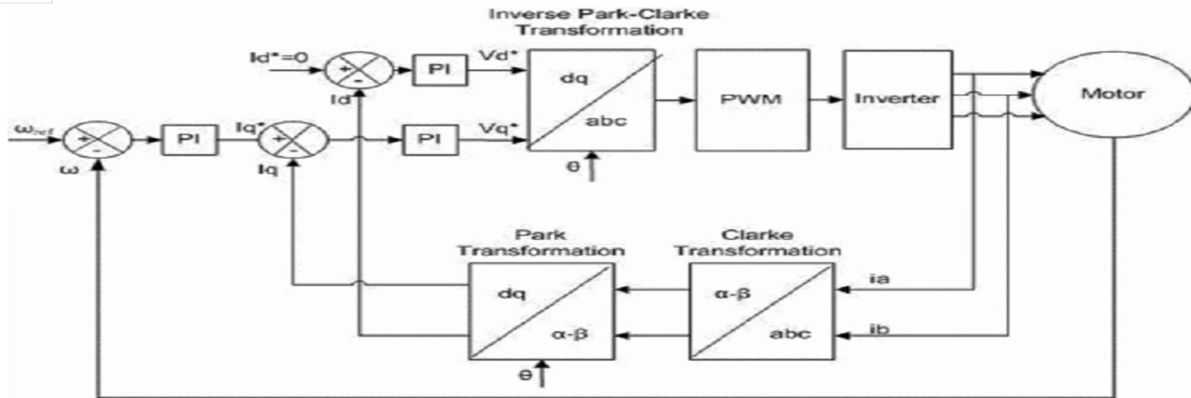 Inverse Park-Clarke
Transformation
Id*=0
+
-
Id
PI
Vd*
dq
abc
θ
PWM
Inverter
Motor
ωref
+
-
ω
PI
Iq*
+
-
Iq
PI
Vq*
Park
Transformation
dq
α-β
θ
Clarke
Transformation
α-β
abc
ia
ib